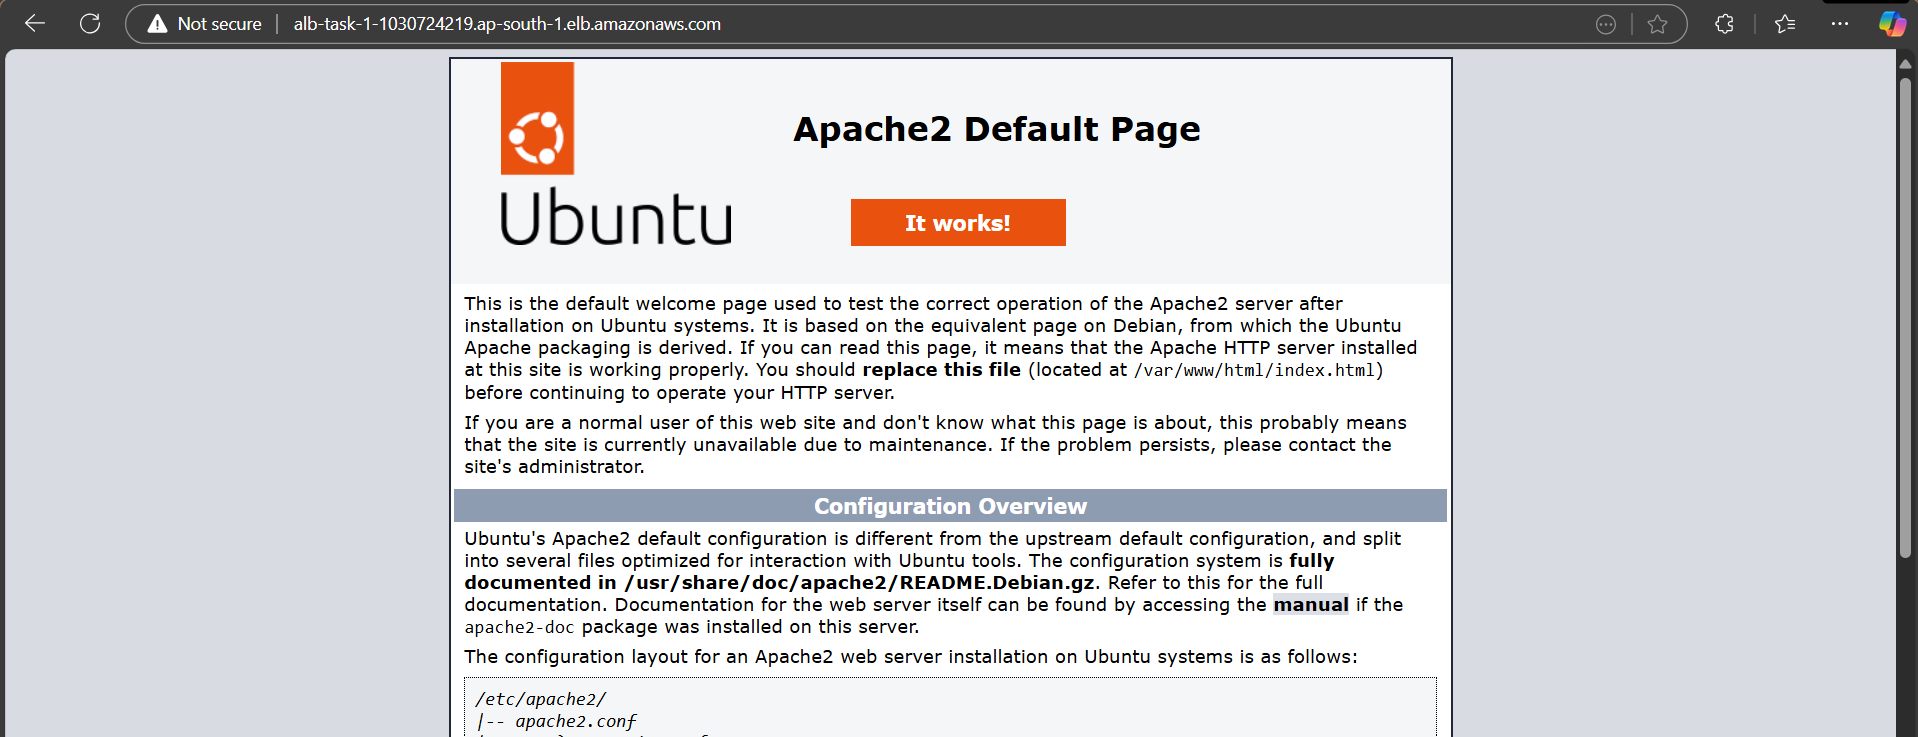 Not secure
alb-task-1-1030724219.ap-south-1.elb.amazonaws.com
Ubuntu
Apache2 Default Page
It works!
This is the default welcome page used to test the correct operation of the Apache2 server after
installation on Ubuntu systems. It is based on the equivalent page on Debian, from which the Ubuntu
Apache packaging is derived. If you can read this page, it means that the Apache HTTP server installed
at this site is working properly. You should replace this file (located at /var/www/html/index.html)
before continuing to operate your HTTP server.
If you are a normal user of this web site and don't know what this page is about, this probably means
that the site is currently unavailable due to maintenance. If the problem persists, please contact the
site's administrator.
Configuration Overview
Ubuntu's Apache2 default configuration is different from the upstream default configuration, and split
into several files optimized for interaction with Ubuntu tools. The configuration system is fully
documented in /usr/share/doc/apache2/README.Debian.gz. Refer to this for the full
documentation. Documentation for the web server itself can be found by accessing the manual if the
apache2-doc package was installed on this server.
The configuration layout for an Apache2 web server installation on Ubuntu systems is as follows:
/etc/apache2/
|-- apache2.conf